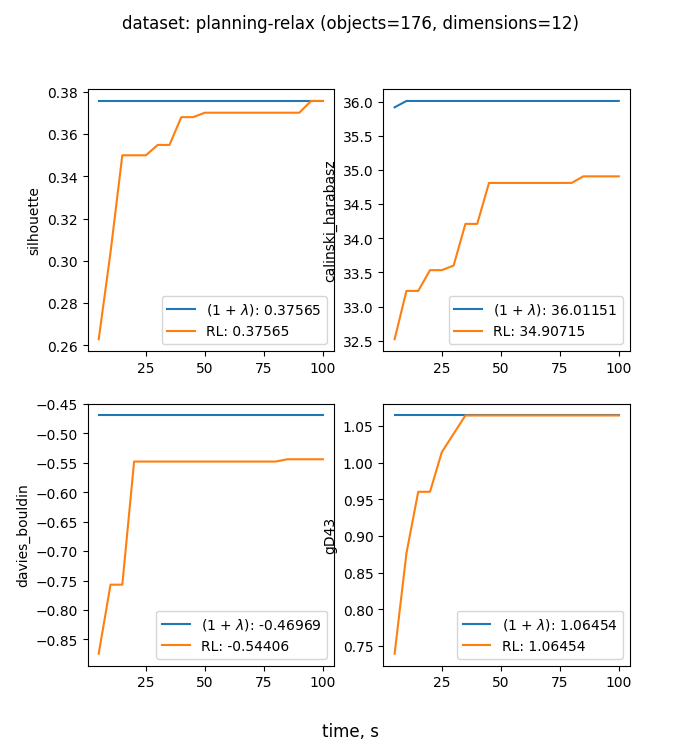 dataset: planning-relax (objects=176, dimensions=12)
silhouette
0.38
0.36
0.34
0.32
0.30
0.28
0.26
25 50 75 100
(1 + λ): 0.37565
RL: 0.37565
calinski_harabasz
36.0
35.5
35.0
34.5
34.0
33.5
33.0
32.5
25 50 75 100
(1 + λ): 36.01151
RL: 34.90715
davies_bouldin
−0.45
−0.50
−0.55
−0.60
−0.65
−0.70
−0.75
−0.80
−0.85
25 50 75 100
(1 + λ): -0.46969
RL: -0.54406
gD43
1.05
1.00
0.95
0.90
0.85
0.80
0.75
25 50 75 100
(1 + λ): 1.06454
RL: 1.06454
time, s